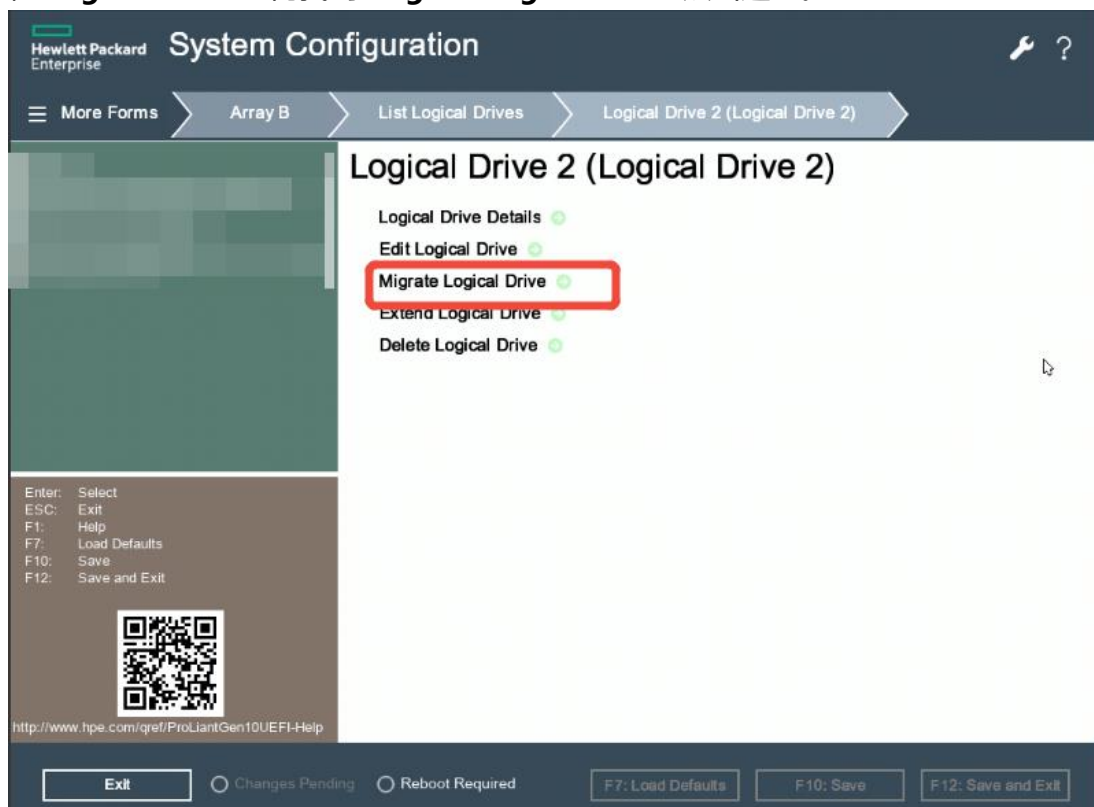 Hewlett Packard
Enterprise
System Configuration
?
More Forms
Array B
List Logical Drives
Logical Drive 2 (Logical Drive 2)
Logical Drive 2 (Logical Drive 2)
Logical Drive Details
Edit Logical Drive
Migrate Logical Drive
Extend Logical Drive
Delete Logical Drive
Enter: Select
ESC: Exit
F1: Help
F7: Load Defaults
F10: Save
F12: Save and Exit
http://www.hpe.com/qref/ProLiantGen10UEFI-Help
Exit
Changes Pending
Reboot Required
F7: Load Defaults
F10: Save
F12: Save and Exit